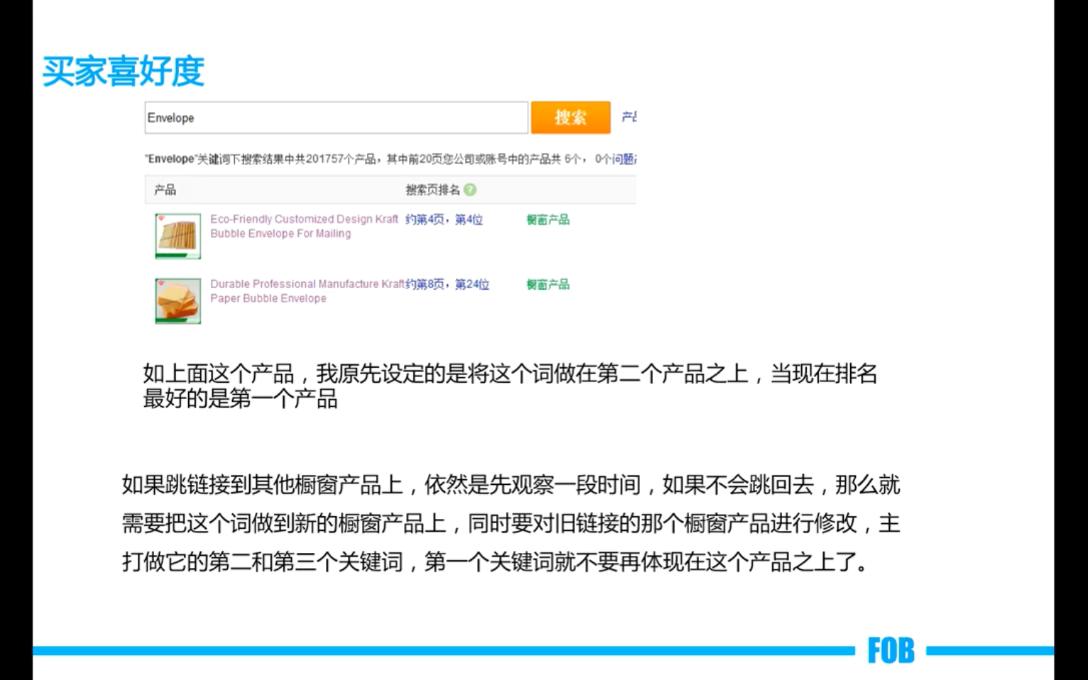 买家喜好度
Envelope 搜索 产品
"Envelope"关键词下搜索结果中共201757个产品，其中前20页您公司或账号中的产品共 6个， 0个问题
产品 搜索页排名
Eco-Friendly Customized Design Kraft 约第4页，第4位 橱窗产品
Bubble Envelope For Mailing
Durable Professional Manufacture Kraft 约第8页，第24位 橱窗产品
Paper Bubble Envelope
如上面这个产品，我原先设定的是将这个词做在第二个产品之上，当现在排名
最好的是第一个产品
如果跳链接到其他橱窗产品上，依然是先观察一段时间，如果不会跳回去，那么就
需要把这个词做到新的橱窗产品上，同时要对旧链接的那个橱窗产品进行修改，主
打做它的第二和第三个关键词，第一个关键词就不要再体现在这个产品之上了。
FOB